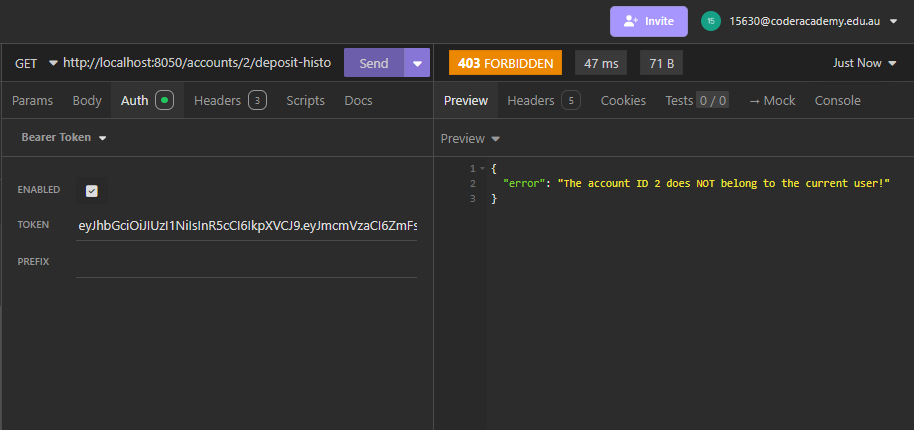 Invite
15
15630@coderacademy.edu.au
GET http://localhost:8050/accounts/2/deposit-histo Send
403 FORBIDDEN 47 ms 71 B Just Now
Params Body Auth Headers 3 Scripts Docs
Preview Headers 5 Cookies Tests 0 / 0 → Mock Console
Bearer Token
Preview
ENABLED
TOKEN eyJhbGciOiJIUzI1NiIsInR5cCI6IkpXVCJ9.eyJmcmVzaCI6ZmFs
PREFIX
1 {
2 "error": "The account ID 2 does NOT belong to the current user!"
3 }